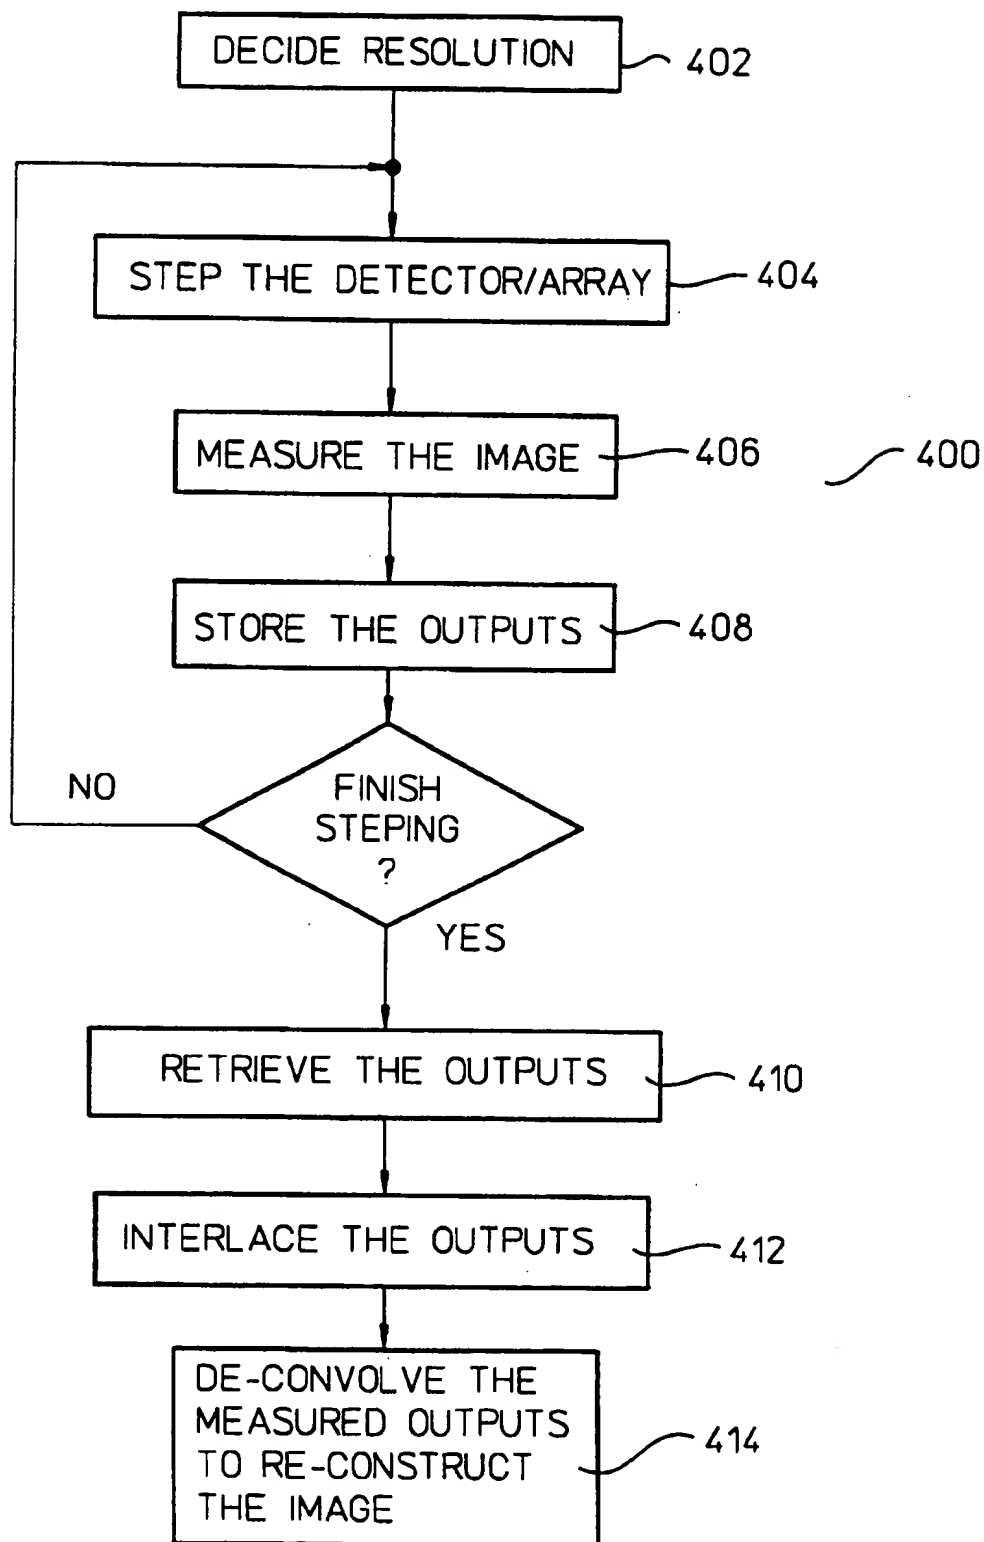 DECIDE RESOLUTION
402
STEP THE DETECTOR/ARRAY
404
MEASURE THE IMAGE
406
400
STORE THE OUTPUTS
408
NO
FINISH
STEPING
?
YES
RETRIEVE THE OUTPUTS
410
INTERLACE THE OUTPUTS
412
DE-CONVOLVE THE
MEASURED OUTPUTS
TO RE-CONSTRUCT
THE IMAGE
414